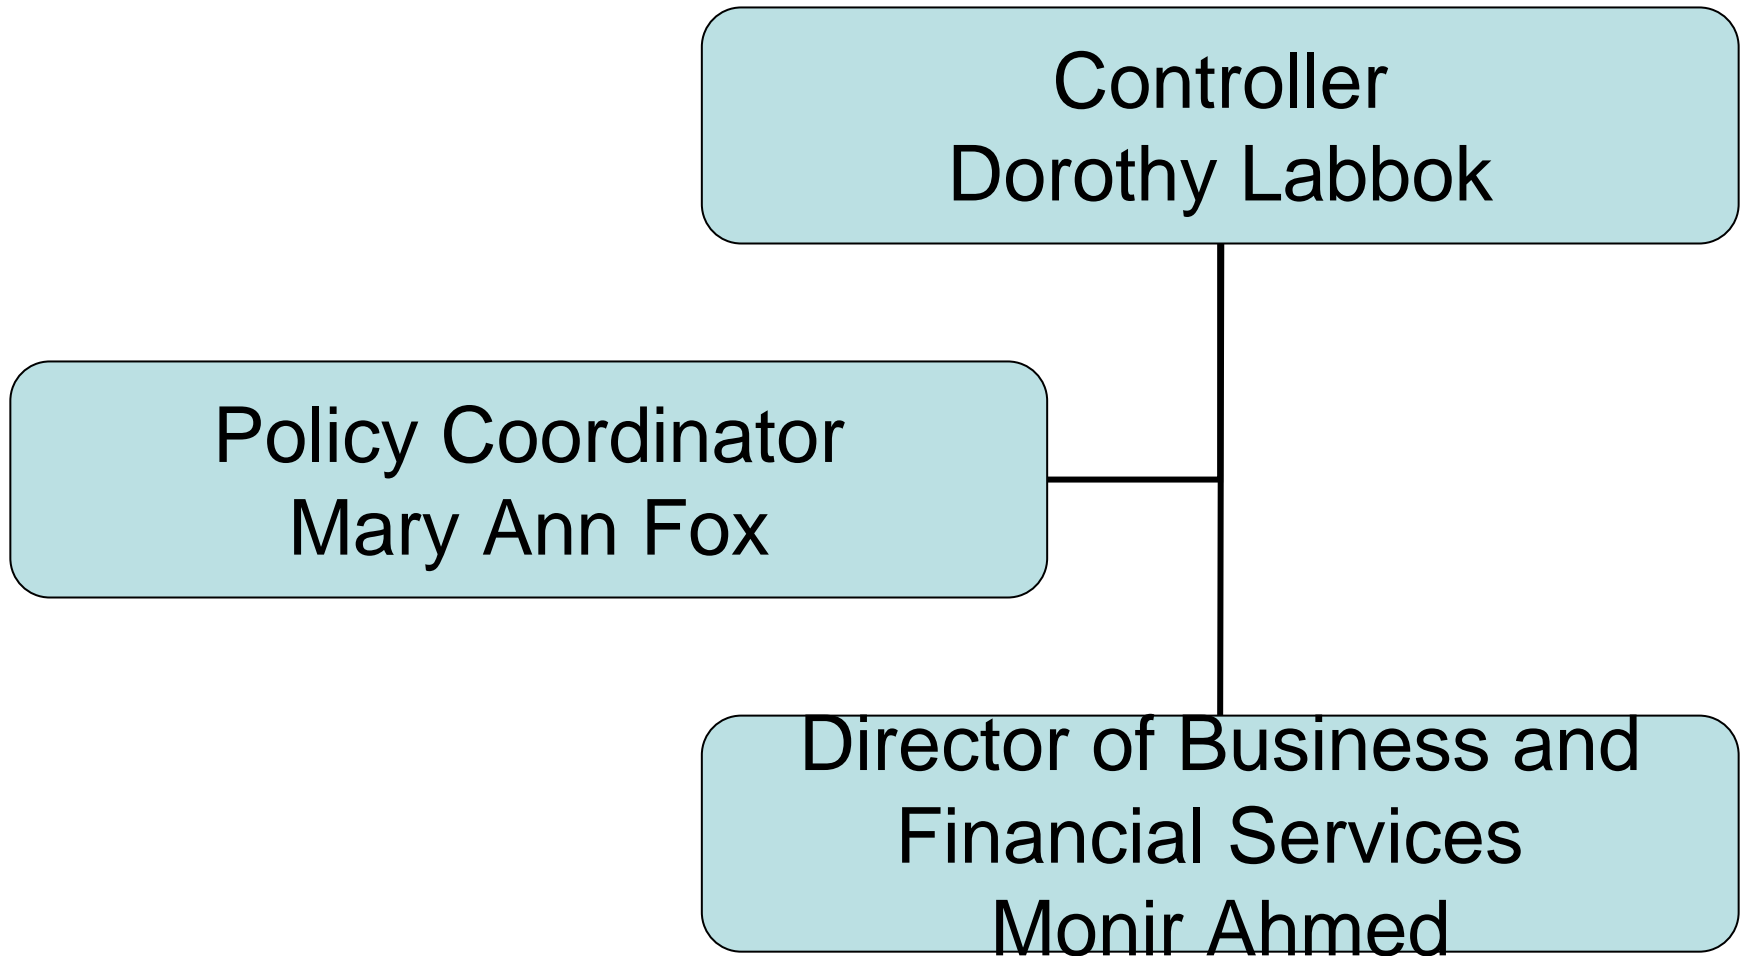 Controller
Dorothy Labbok
Policy Coordinator
Mary Ann Fox
Director of Business and
Financial Services
Monir Ahmed